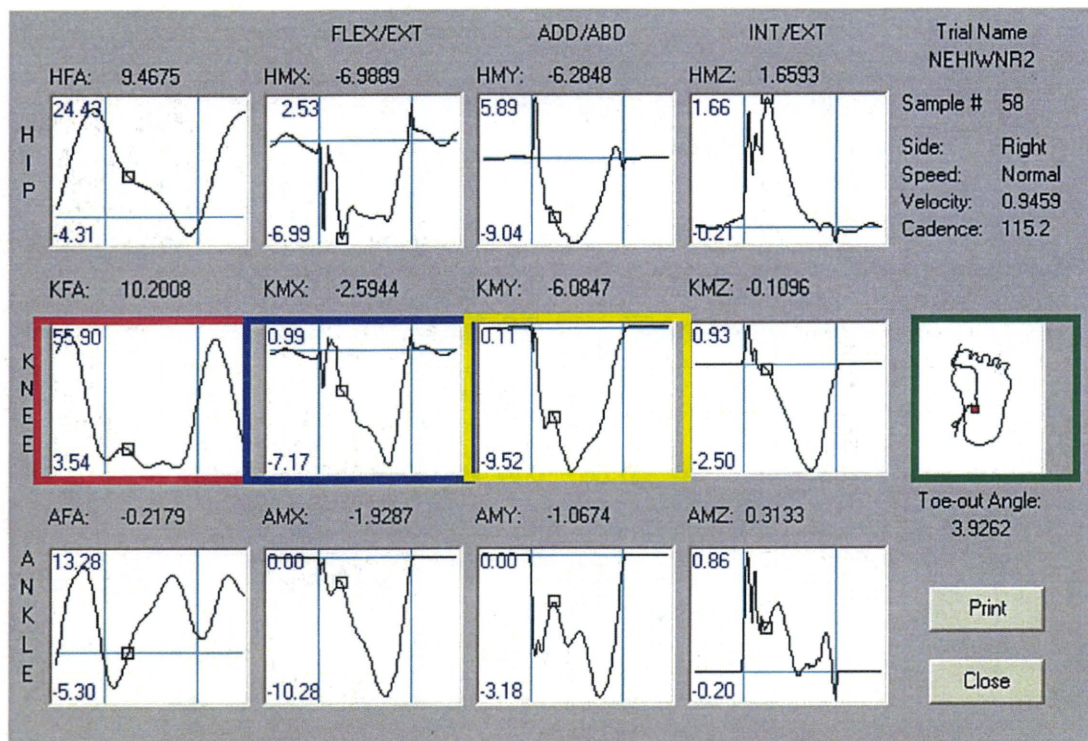 FLEX/EXT ADD/ABD INT/EXT Trial Name
NEHIWNR2
HFA: 9.4675 HMX: -6.9889 HMY: -6.2848 HMZ: 1.6593
Sample # 58
24.43 2.53 5.89 1.66
HIP
Side: Right
Speed: Normal
Velocity: 0.9459
Cadence: 115.2
-4.31 -6.99 -9.04 -0.21
KFA: 10.2008 KMX: -2.5944 KMY: -6.0847 KMZ: -0.1096
55.90 0.99 0.11 0.93
KNEE
3.54 -7.17 -9.52 -2.50
Toe-out Angle:
3.9262
AFA: -0.2179 AMX: -1.9287 AMY: -1.0674 AMZ: 0.3133
13.28 0.00 0.00 0.86
ANKLE
-5.30 -10.28 -3.18 -0.20
Print
Close